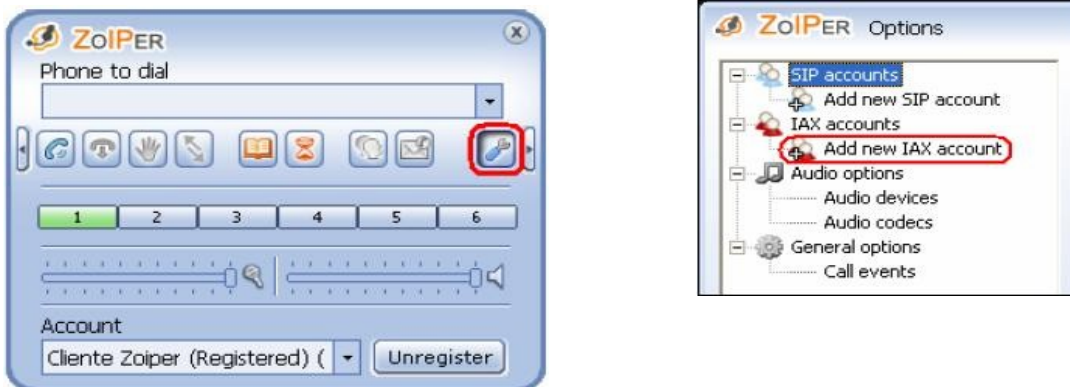 ZoIPer
Phone to dial
1 2 3 4 5 6
Account
Cliente Zoiper (Registered) (
Unregister
ZoIPer Options
SIP accounts
Add new SIP account
IAX accounts
Add new IAX account
Audio options
Audio devices
Audio codecs
General options
Call events